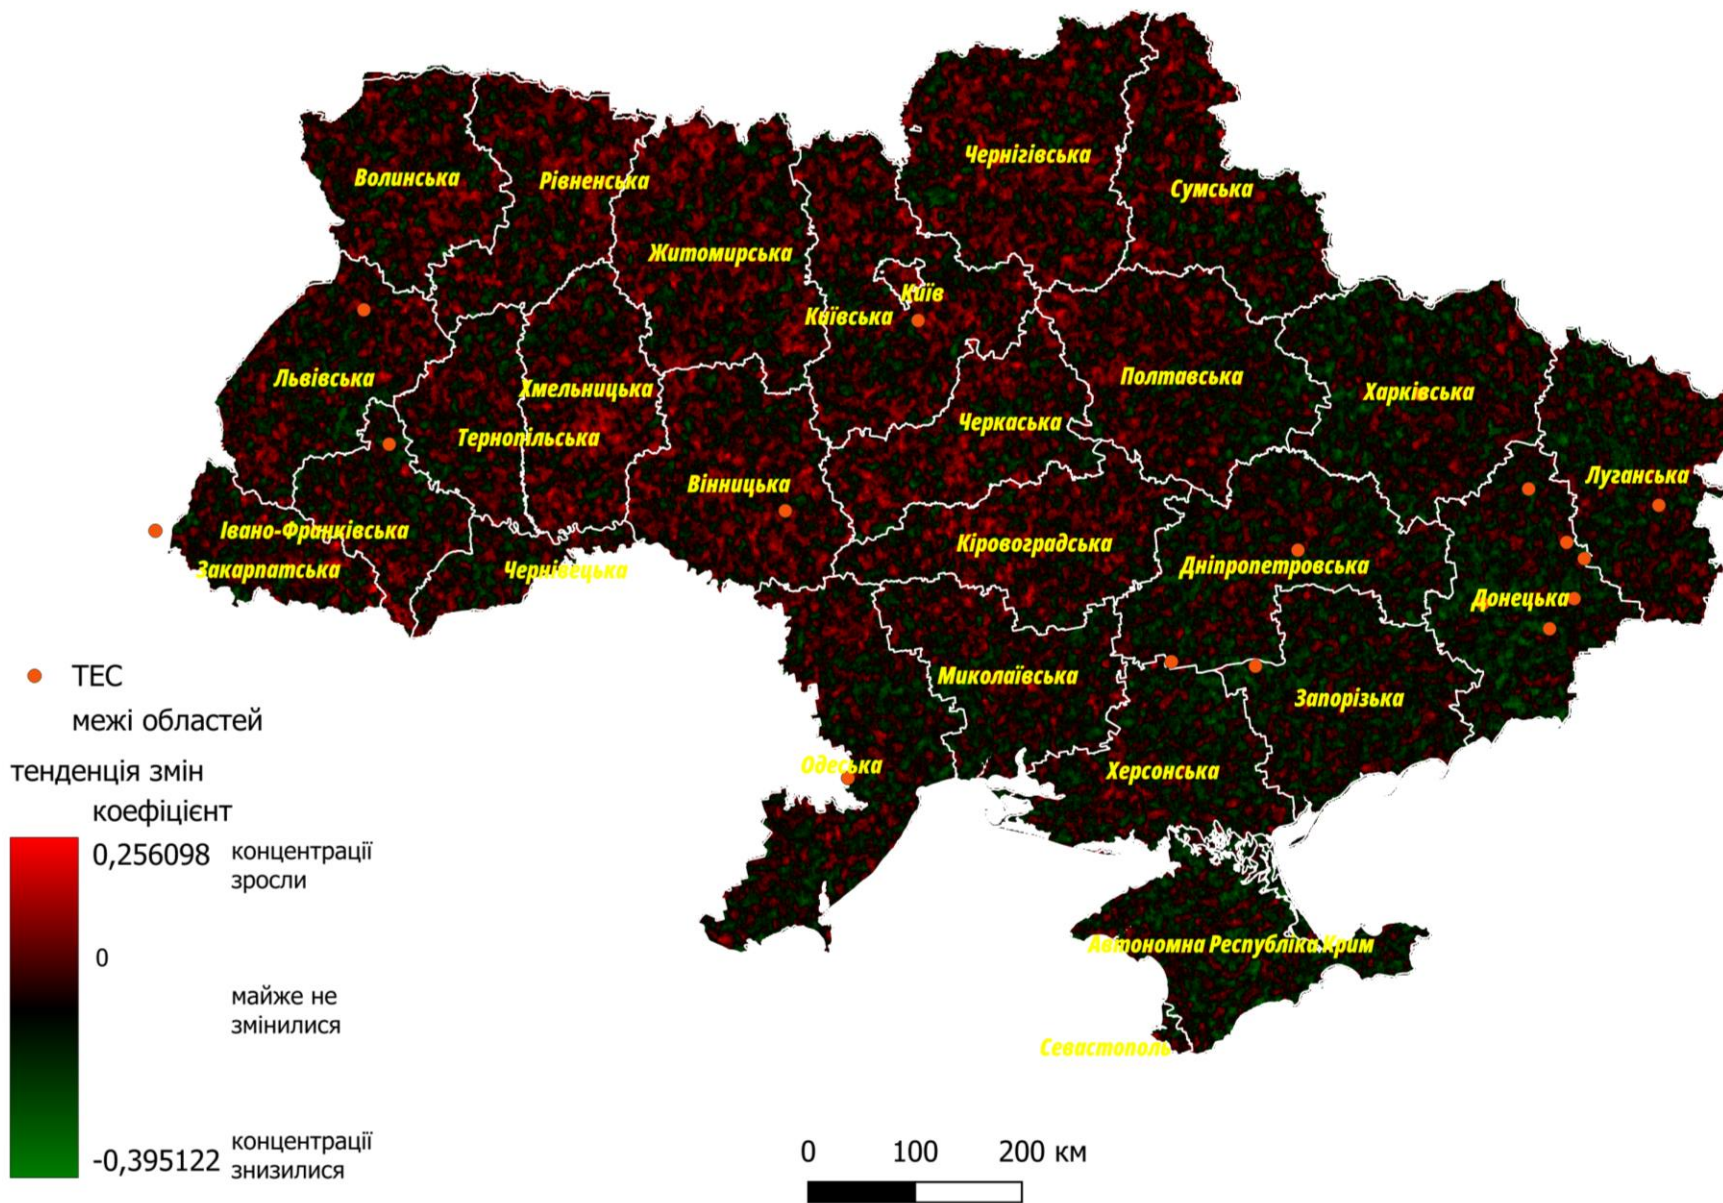 Чернігівська
Волинська
Рівненська
Сумська
Житомирська
Київ
Київська
Львівська
Хмельницька
Полтавська
Харківська
Тернопільська
Черкаська
Вінницька
Луганська
Івано-Франківська
Кіровоградська
Закарпатська
Чернівецька
Дніпропетровська
Донецька
Миколаївська
Запорізька
Одеська
Херсонська
Автономна Республіка Крим
Севастополь
ТЕС
межі областей
тенденція змін
коефіцієнт
0,256098
концентрації
зросли
0
майже не
змінилися
-0,395122
концентрації
знизилися
0 100 200 км